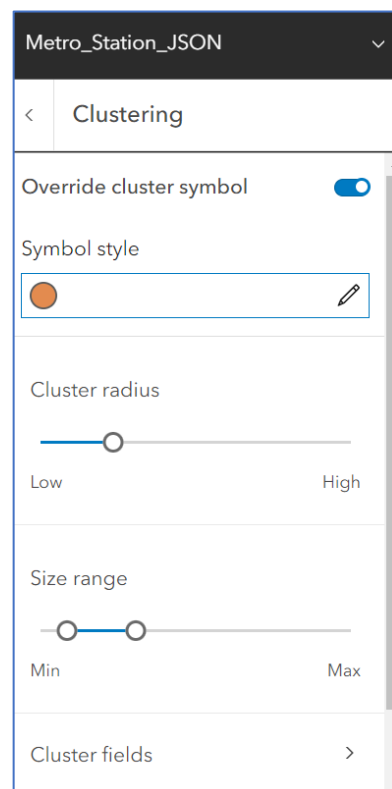 Metro_Station_JSON
Clustering
Override cluster symbol
Symbol style
Cluster radius
Low High
Size range
Min Max
Cluster fields